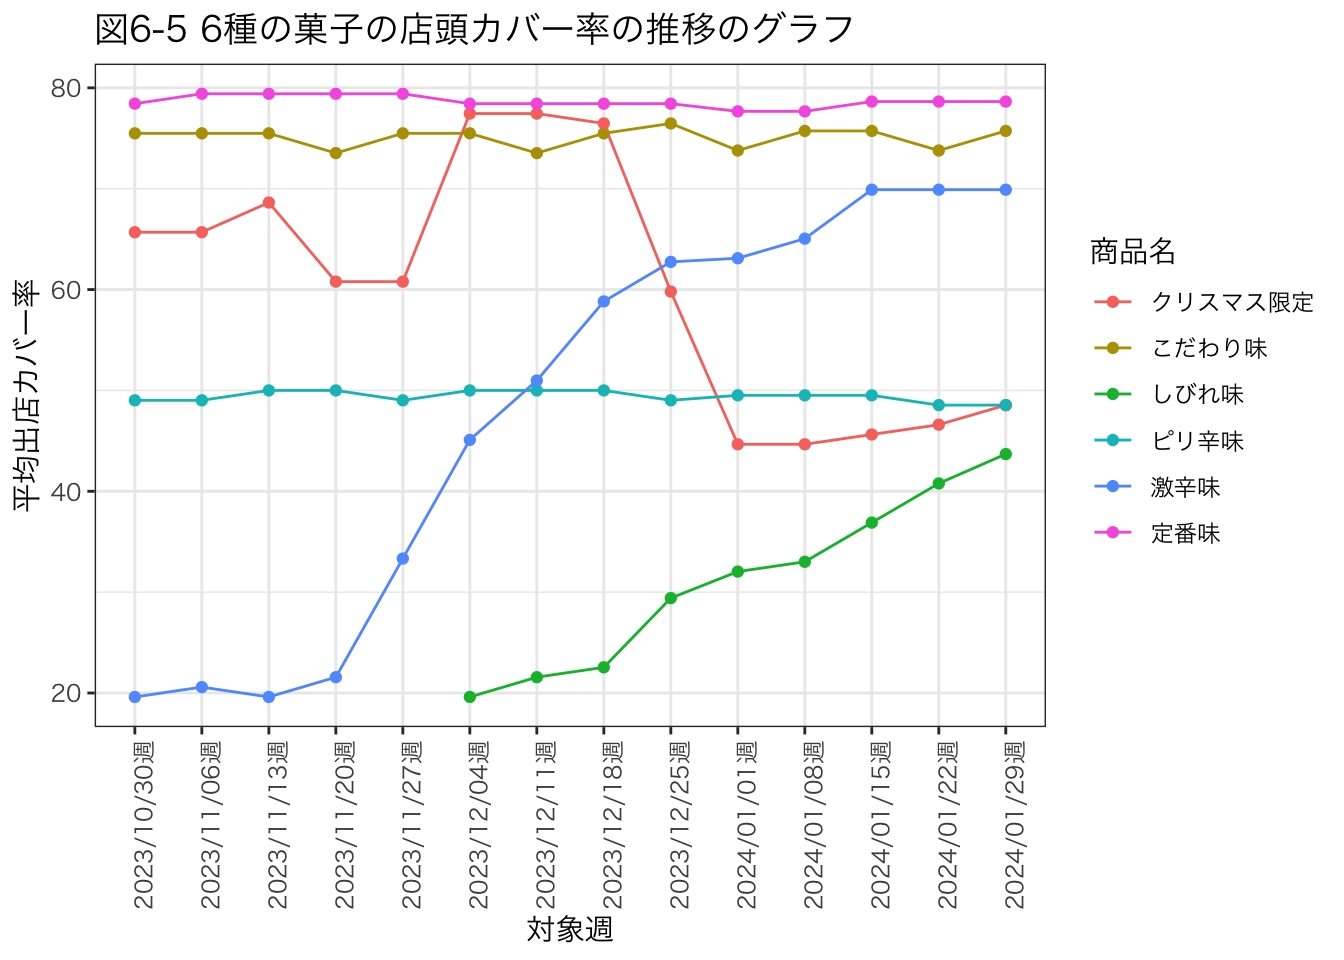 図6-5 6種の菓子の店頭カバー率の推移のグラフ
平均出店カバー率
80
60
40
20
2023/10/30週
2023/11/06週
2023/11/13週
2023/11/20週
2023/11/27週
2023/12/04週
2023/12/11週
2023/12/18週
2023/12/25週
2024/01/01週
2024/01/08週
2024/01/15週
2024/01/22週
2024/01/29週
対象週
商品名
クリスマス限定
こだわり味
しびれ味
ピリ辛味
激辛味
定番味